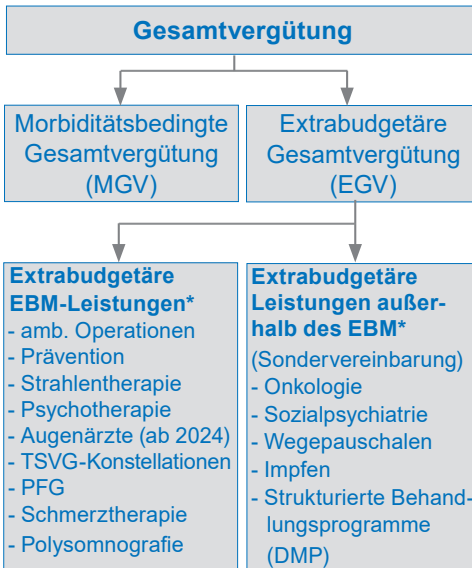 Gesamtvergütung
Morbiditätsbedingte
Gesamtvergütung
(MGV)
Extrabudgetäre
Gesamtvergütung
(EGV)
Extrabudgetäre
EBM-Leistungen*
- amb. Operationen
- Prävention
- Strahlentherapie
- Psychotherapie
- Augenärzte (ab 2024)
- TSVG-Konstellationen
- PFG
- Schmerztherapie
- Polysomnografie
Extrabudgetäre
Leistungen außer-
halb des EBM*
(Sondervereinbarung)
- Onkologie
- Sozialpsychiatrie
- Wegepauschalen
- Impfen
- Strukturierte Behand-
lungsprogramme
(DMP)